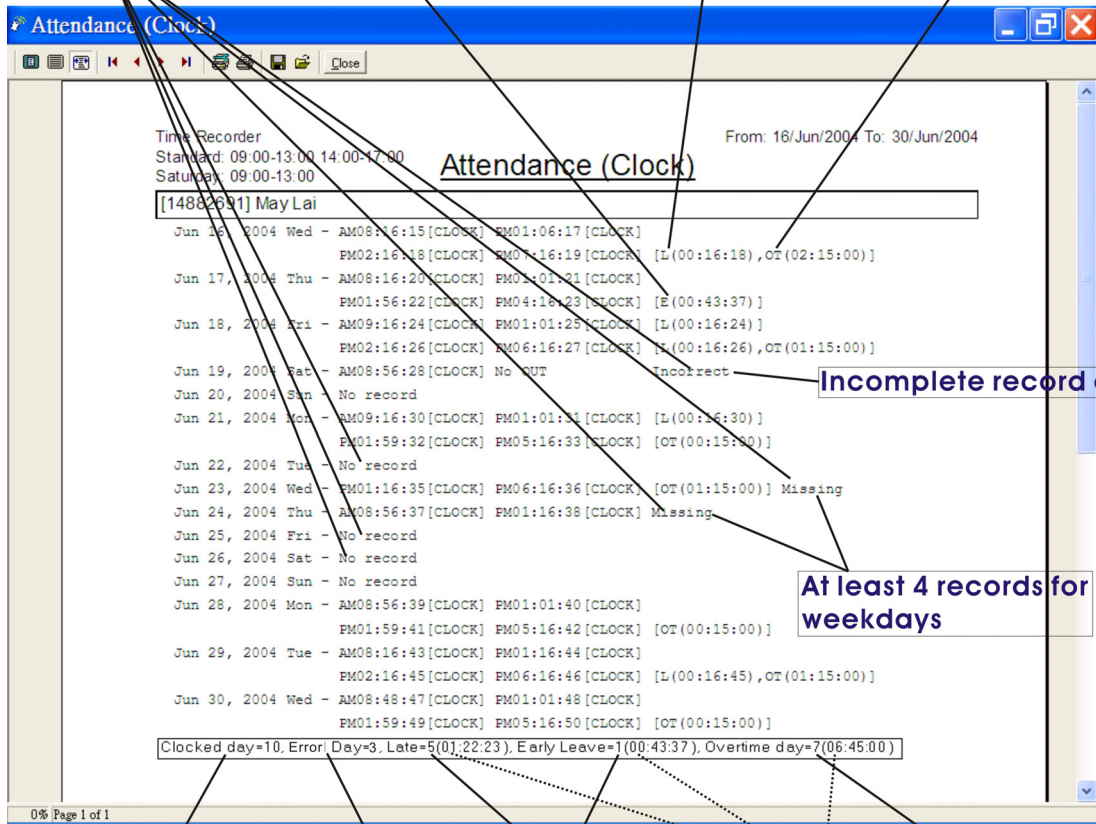 Attendance (Clock)
Close
Time Recorder
From: 16/Jun/2004 To: 30/Jun/2004
Standard: 09:00-13:00 14:00-17:00
Saturday: 09:00-13:00
Attendance (Clock)
[14882691] May Lai
Jun 16, 2004 Wed - AM08:16:15[CLOCK] PM01:06:17[CLOCK]
PM02:16:18[CLOCK] PM07:16:19[CLOCK] [L(00:16:18),OT(02:15:00)]
Jun 17, 2004 Thu - AM08:16:20[CLOCK] PM01:01:21[CLOCK]
PM01:56:22[CLOCK] PM04:16:23[CLOCK] [E(00:43:37)]
Jun 18, 2004 Fri - AM09:16:24[CLOCK] PM01:01:25[CLOCK] [L(00:16:24)]
PM02:16:26[CLOCK] PM06:16:27[CLOCK] [L(00:16:26),OT(01:15:00)]
Jun 19, 2004 Sat - AM08:56:28[CLOCK] No OUT Incorrect
Incomplete record
Jun 20, 2004 Sun - No record
Jun 21, 2004 Mon - AM09:16:30[CLOCK] PM01:01:31[CLOCK] [L(00:16:30)]
PM01:59:32[CLOCK] PM05:16:33[CLOCK] [OT(00:15:00)]
Jun 22, 2004 Tue - No record
Jun 23, 2004 Wed - PM01:16:35[CLOCK] PM06:16:36[CLOCK] [OT(01:15:00)] Missing
Jun 24, 2004 Thu - AM08:56:37[CLOCK] PM01:16:38[CLOCK] Missing
Jun 25, 2004 Fri - No record
Jun 26, 2004 Sat - No record
Jun 27, 2004 Sun - No record
At least 4 records for
weekdays
Jun 28, 2004 Mon - AM08:56:39[CLOCK] PM01:01:40[CLOCK]
PM01:59:41[CLOCK] PM05:16:42[CLOCK] [OT(00:15:00)]
Jun 29, 2004 Tue - AM08:16:43[CLOCK] PM01:16:44[CLOCK]
PM02:16:45[CLOCK] PM06:16:46[CLOCK] [L(00:16:45),OT(01:15:00)]
Jun 30, 2004 Wed - AM08:48:47[CLOCK] PM01:01:48[CLOCK]
PM01:59:49[CLOCK] PM05:16:50[CLOCK] [OT(00:15:00)]
Clocked day=10, Error Day=3, Late=5(01:22:23), Early Leave=1(00:43:37), Overtime day=7(06:45:00)
0% Page 1 of 1